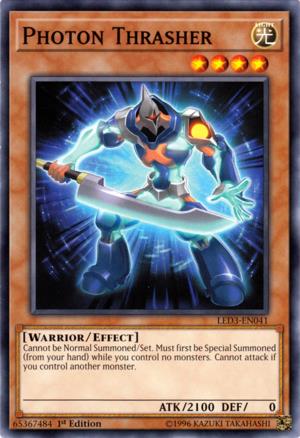 PHOTON THRASHER
LIGHT
光
LED3-EN041
[WARRIOR/EFFECT]
Cannot be Normal Summoned/Set. Must first be Special Summoned
(from your hand) while you control no monsters. Cannot attack if
you control another monster.
ATK/2100 DEF/ 0
65367484 1st Edition ©1996 KAZUKI TAKAHASHI